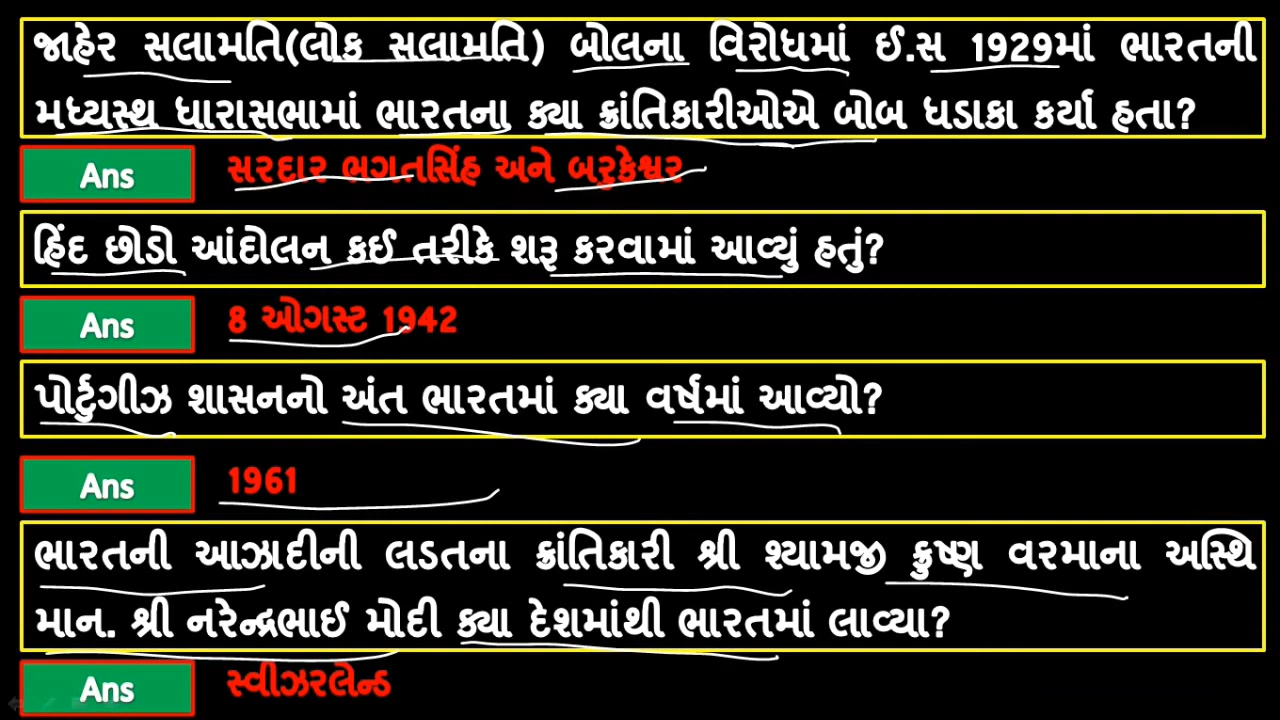 જાહેર સલામતિ(લોક સલામતિ) બોલના વિરોધમાં ઈ.સ 1929માં ભારતની
મધ્યસ્થ ધારાસભામાં ભારતના ક્યા ક્રાંતિકારીઓએ બોબ ધડાકા કર્યા હતા?
Ans સરદાર ભગતસિંહ અને બરુકેશ્વર
હિંદ છોડો આંદોલન કઈ તરીકે શરૂ કરવામાં આવ્યું હતું?
Ans 8 ઓગસ્ટ 1942
પોર્ટુગીઝ શાસનનો અંત ભારતમાં ક્યા વર્ષમાં આવ્યો?
Ans 1961
ભારતની આઝાદીની લડતના ક્રાંતિકારી શ્રી શ્યામજી ક્રુષ્ણ વરમાના અસ્થિ
માન. શ્રી નરેન્દ્રભાઈ મોદી ક્યા દેશમાંથી ભારતમાં લાવ્યા?
Ans સ્વીઝરલેન્ડ